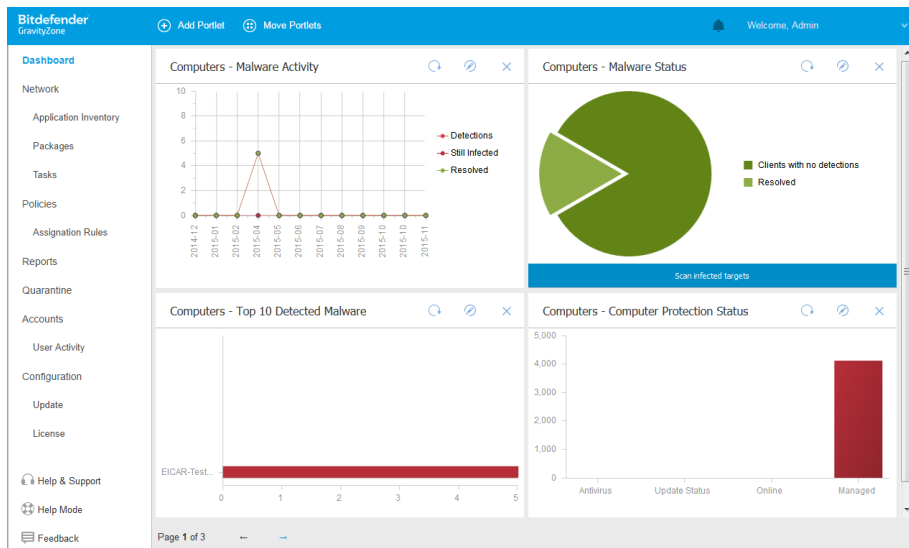 Bitdefender
GravityZone
Add Portlet
Move Portlets
Welcome, Admin
Dashboard
Network
Application Inventory
Packages
Tasks
Policies
Assignation Rules
Reports
Quarantine
Accounts
User Activity
Configuration
Update
License
Help & Support
Help Mode
Feedback
Computers - Malware Activity
10
8
6
4
2
0
2014-12
2015-01
2015-02
2015-04
2015-05
2015-06
2015-07
2015-08
2015-09
2015-10
2015-10
2015-11
Detections
Still Infected
Resolved
Computers - Malware Status
Clients with no detections
Resolved
Scan infected targets
Computers - Top 10 Detected Malware
EICAR-Test...
0 1 2 3 4 5
Computers - Computer Protection Status
5,000
4,000
3,000
2,000
1,000
0
Antivirus Update Status Online Managed
Page 1 of 3